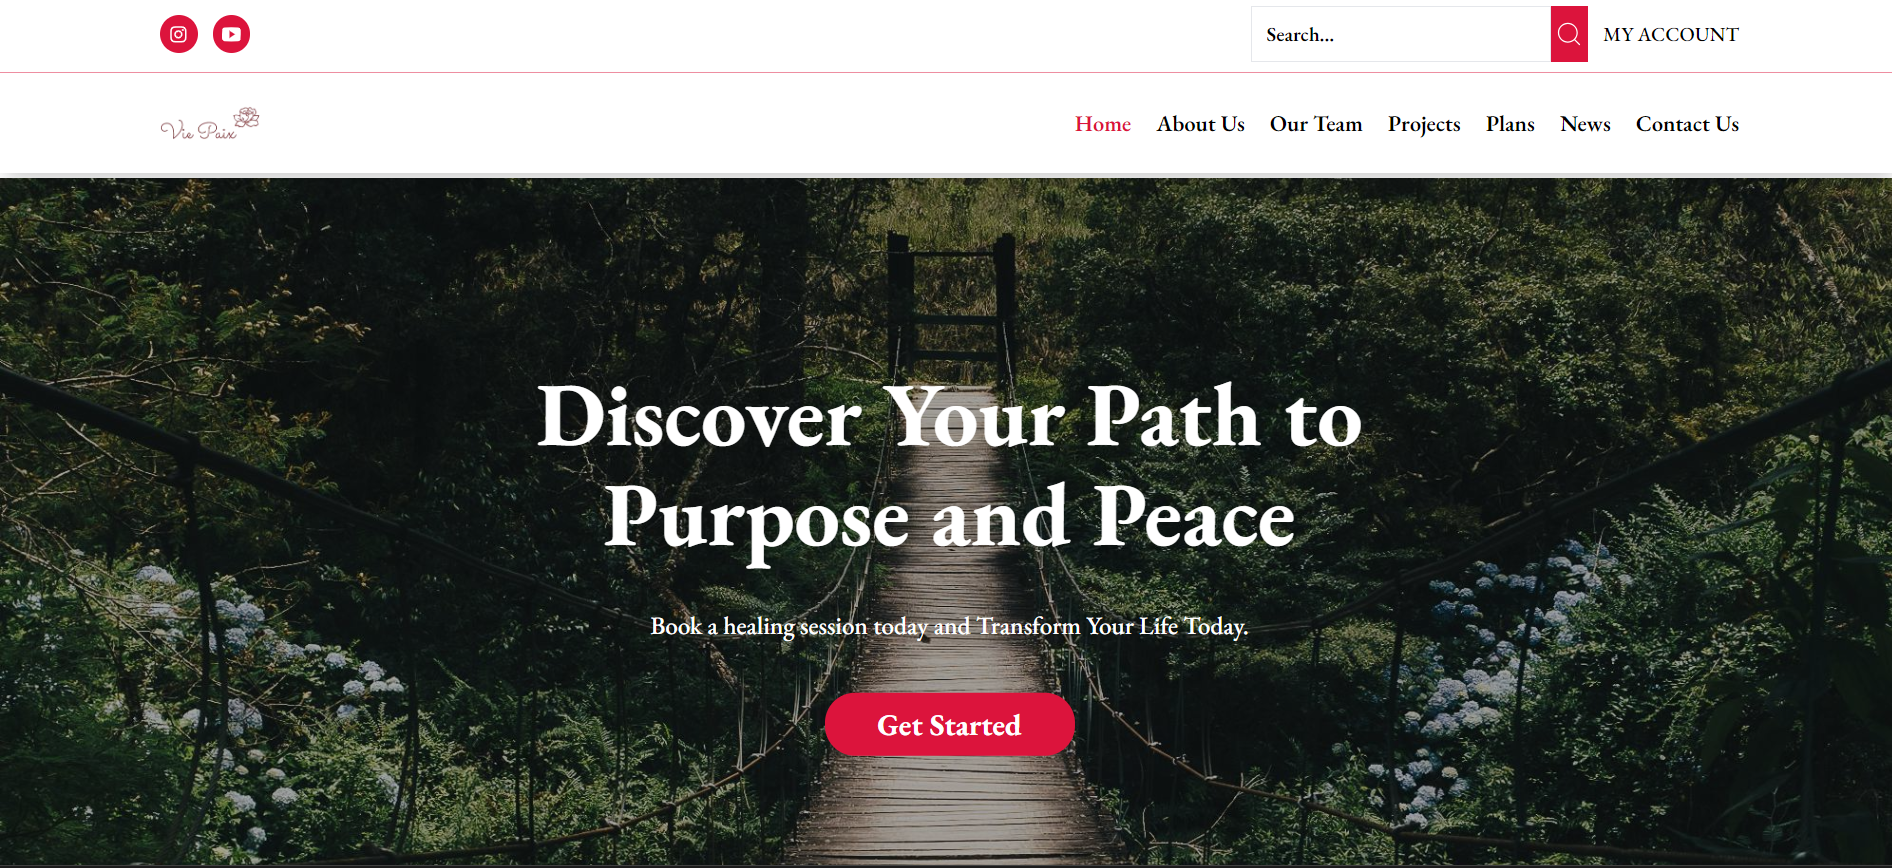 Search...
MY ACCOUNT
Vie Paix
Home About Us Our Team Projects Plans News Contact Us
Discover Your Path to
Purpose and Peace
Book a healing session today and Transform Your Life Today.
Get Started